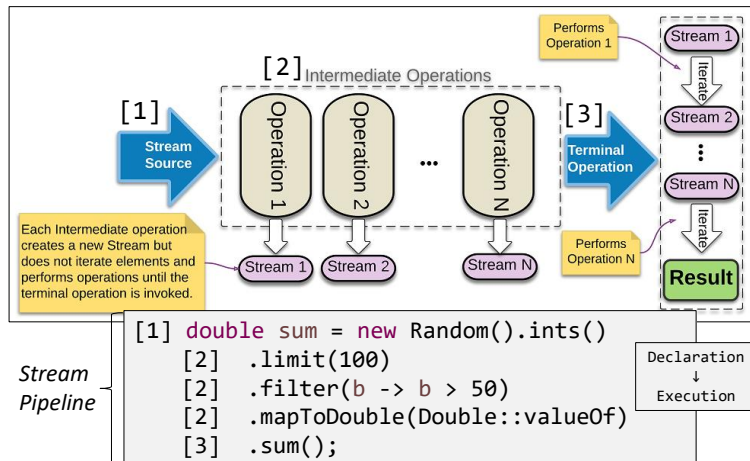 [2] Intermediate Operations
[1]
Stream
Source
Operation 1
Operation 2
...
Operation N
[3]
Terminal
Operation
Stream 1
Stream 2
Stream N
Each Intermediate operation
creates a new Stream but
does not iterate elements and
performs operations until the
terminal operation is invoked.
Performs
Operation 1
Stream 1
Iterate
Stream 2
...
Stream N
Performs
Operation N
Iterate
Result
Stream
Pipeline
[1] double sum = new Random().ints()
[2] .limit(100)
[2] .filter(b -> b > 50)
[2] .mapToDouble(Double::valueOf)
[3] .sum();
Declaration
↓
Execution